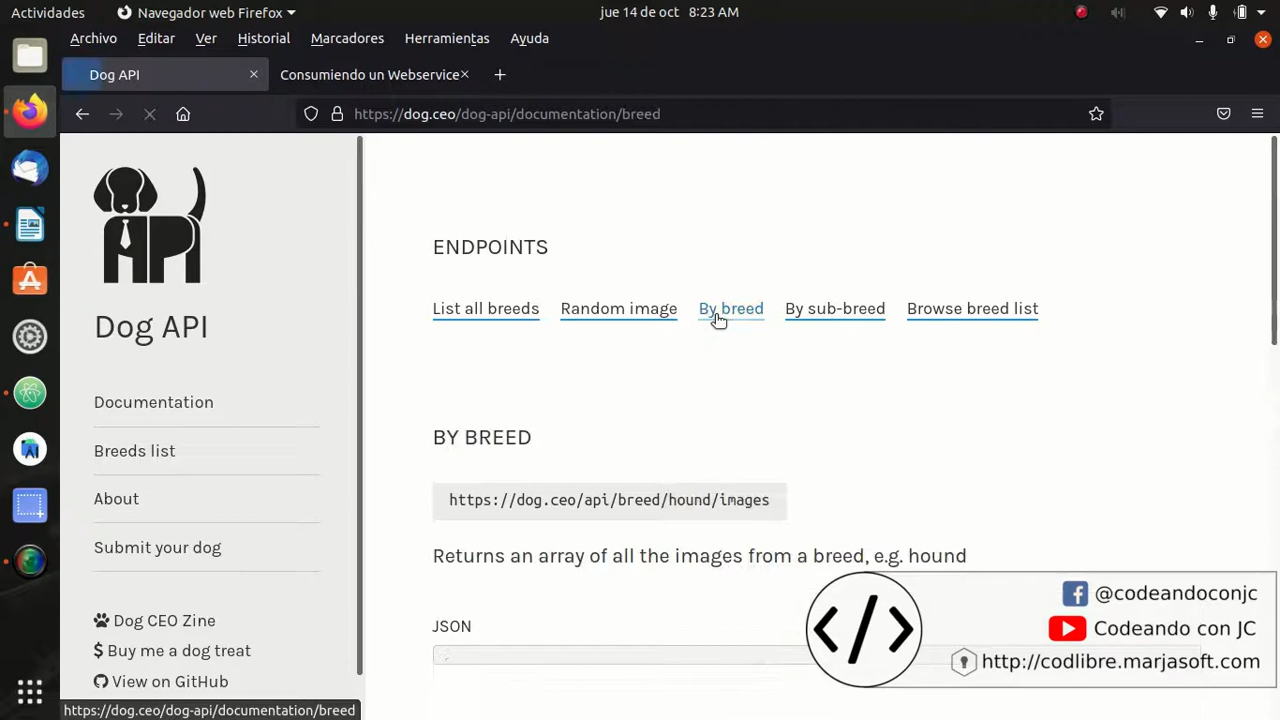 Actividades
Navegador web Firefox
jue 14 de oct 8:23 AM
Archivo Editar Ver Historial Marcadores Herramientas Ayuda
Dog API
Consumiendo un Webservice
https://dog.ceo/dog-api/documentation/breed
API
Dog API
Documentation
Breeds list
About
Submit your dog
Dog CEO Zine
Buy me a dog treat
View on GitHub
ENDPOINTS
List all breeds Random image By breed By sub-breed Browse breed list
BY BREED
https://dog.ceo/api/breed/hound/images
Returns an array of all the images from a breed, e.g. hound
JSON
@codeandoconjc
Codeando con JC
http://codlibre.marjasoft.com
https://dog.ceo/dog-api/documentation/breed